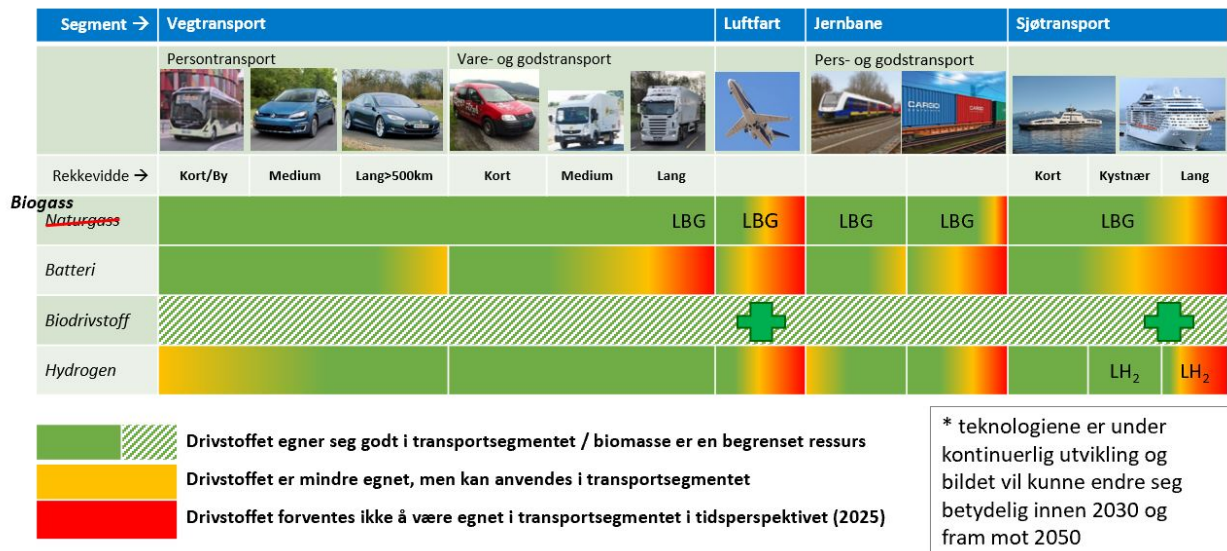 Segment → Vegtransport Luftfart Jernbane Sjøtransport
Persontransport Vare- og godstransport Pers- og godstransport
CARGO
Rekkevidde → Kort/By Medium Lang>500km Kort Medium Lang Kort Kystnær Lang
Biogass
Naturgass LBG LBG LBG LBG LBG
Batteri
Biodrivstoff
Hydrogen LH2 LH2
Drivstoffet egner seg godt i transportsegmentet / biomasse er en begrenset ressurs
Drivstoffet er mindre egnet, men kan anvendes i transportsegmentet
Drivstoffet forventes ikke å være egnet i transportsegmentet i tidsperspektivet (2025)
* teknologiene er under
kontinuerlig utvikling og
bildet vil kunne endre seg
betydelig innen 2030 og
fram mot 2050